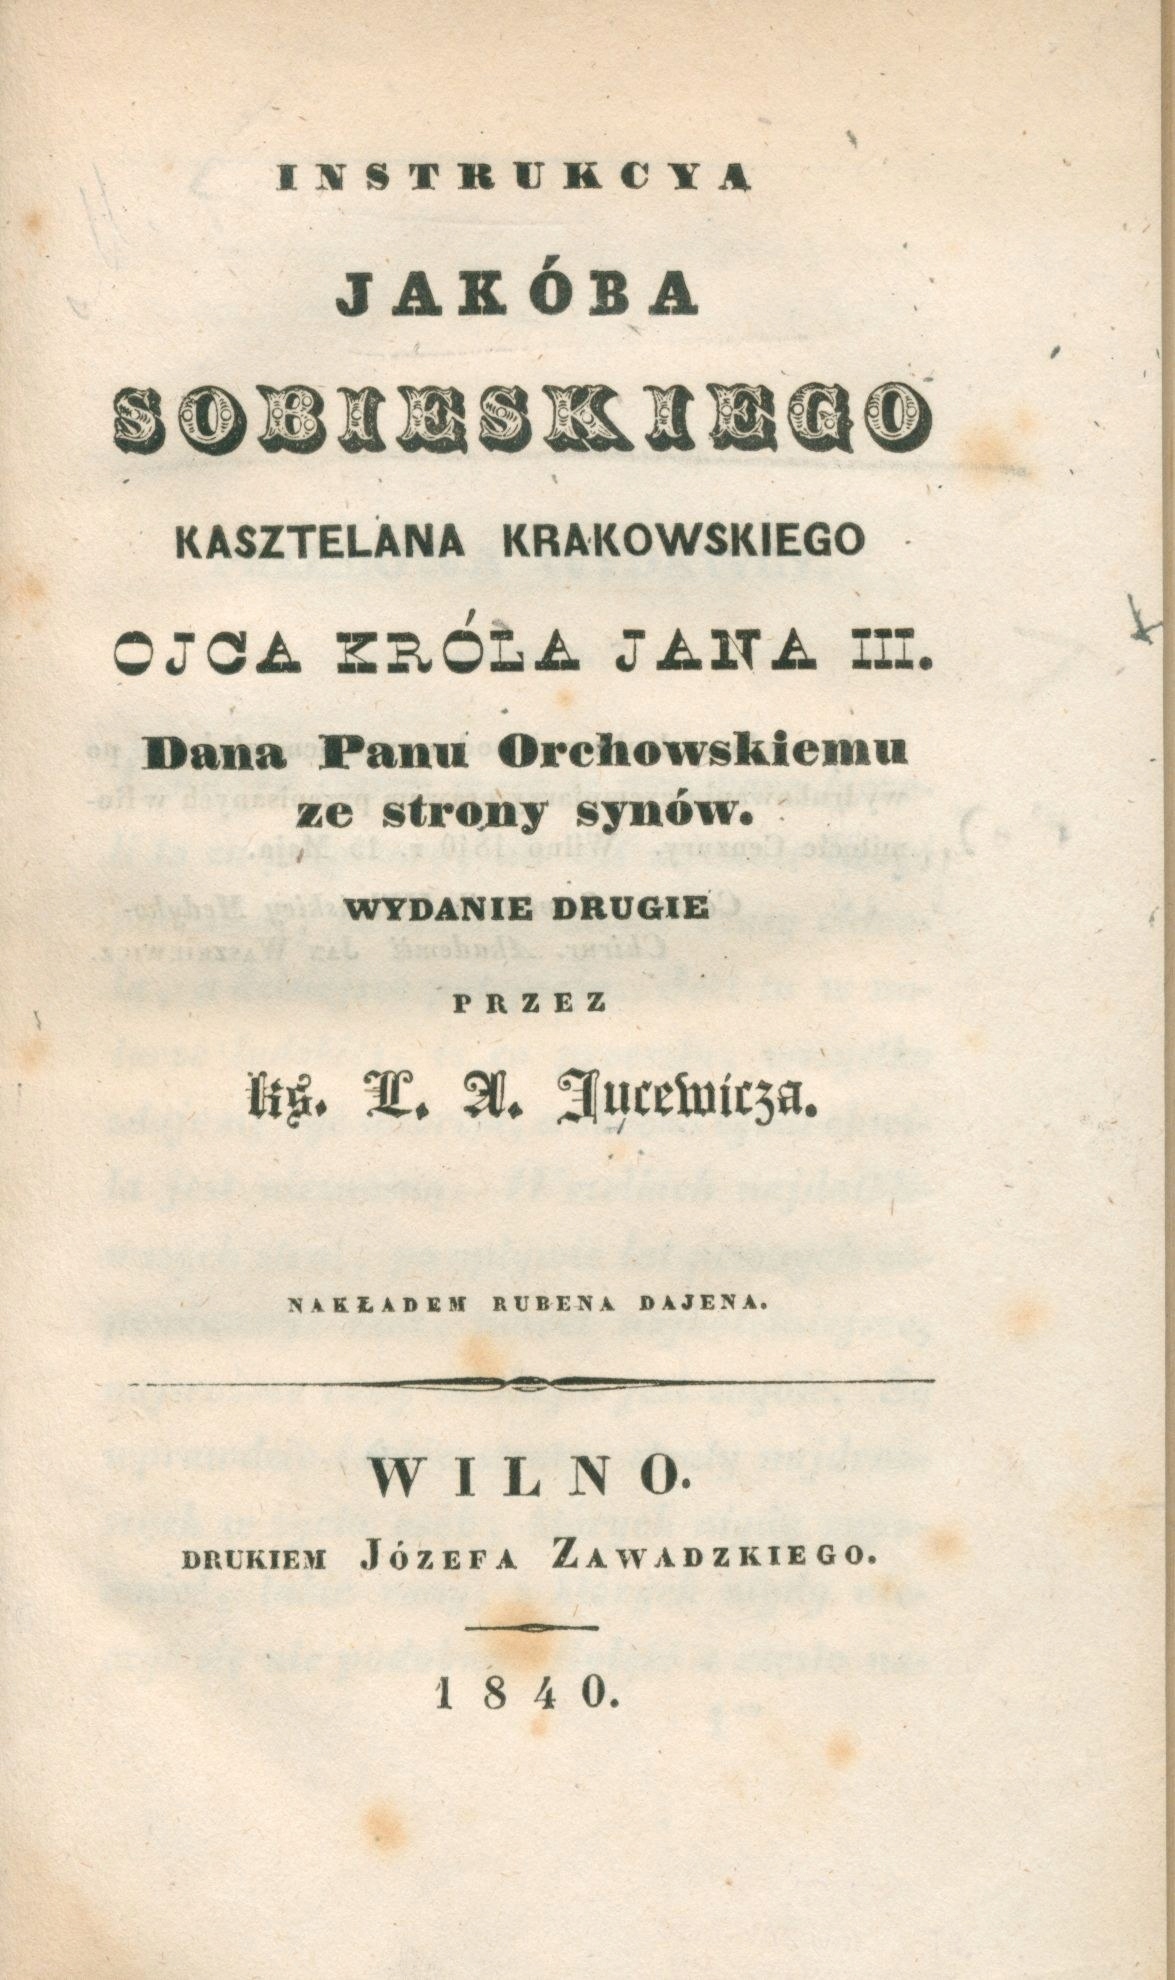 INSTRUKCYA
JAKÓBA
SOBIESKIEGO
KASZTELANA KRAKOWSKIEGO
OJCA KRÓLA JANA III.
Dana Panu Orchowskiemu
ze strony synów.
WYDANIE DRUGIE
PRZEZ
ks. L. A. Jucewicza.
NAKŁADEM RUBENA DAJENA.
WILNO.
DRUKIEM JÓZEFA ZAWADZKIEGO.
1840.